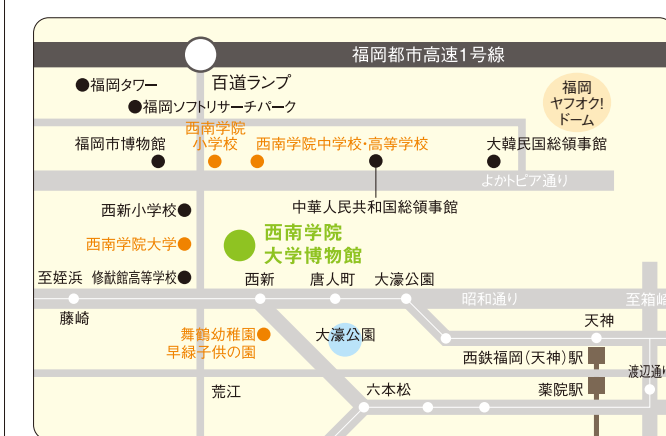 福岡都市高速1号線
福岡タワー
百道ランプ
福岡
ヤフオク!
ドーム
福岡ソフトリサーチパーク
西南学院
小学校
福岡市博物館
西南学院中学校・高等学校
大韓民国総領事館
よかトピア通り
西新小学校
中華人民共和国総領事館
西南学院大学
西南学院
大学博物館
至姪浜
修猷館高等学校
西新
唐人町
大濠公園
昭和通り
至箱崎
藤崎
天神
舞鶴幼稚園
早緑子供の園
大濠公園
西鉄福岡(天神)駅
渡辺通り
荒江
六本松
薬院駅